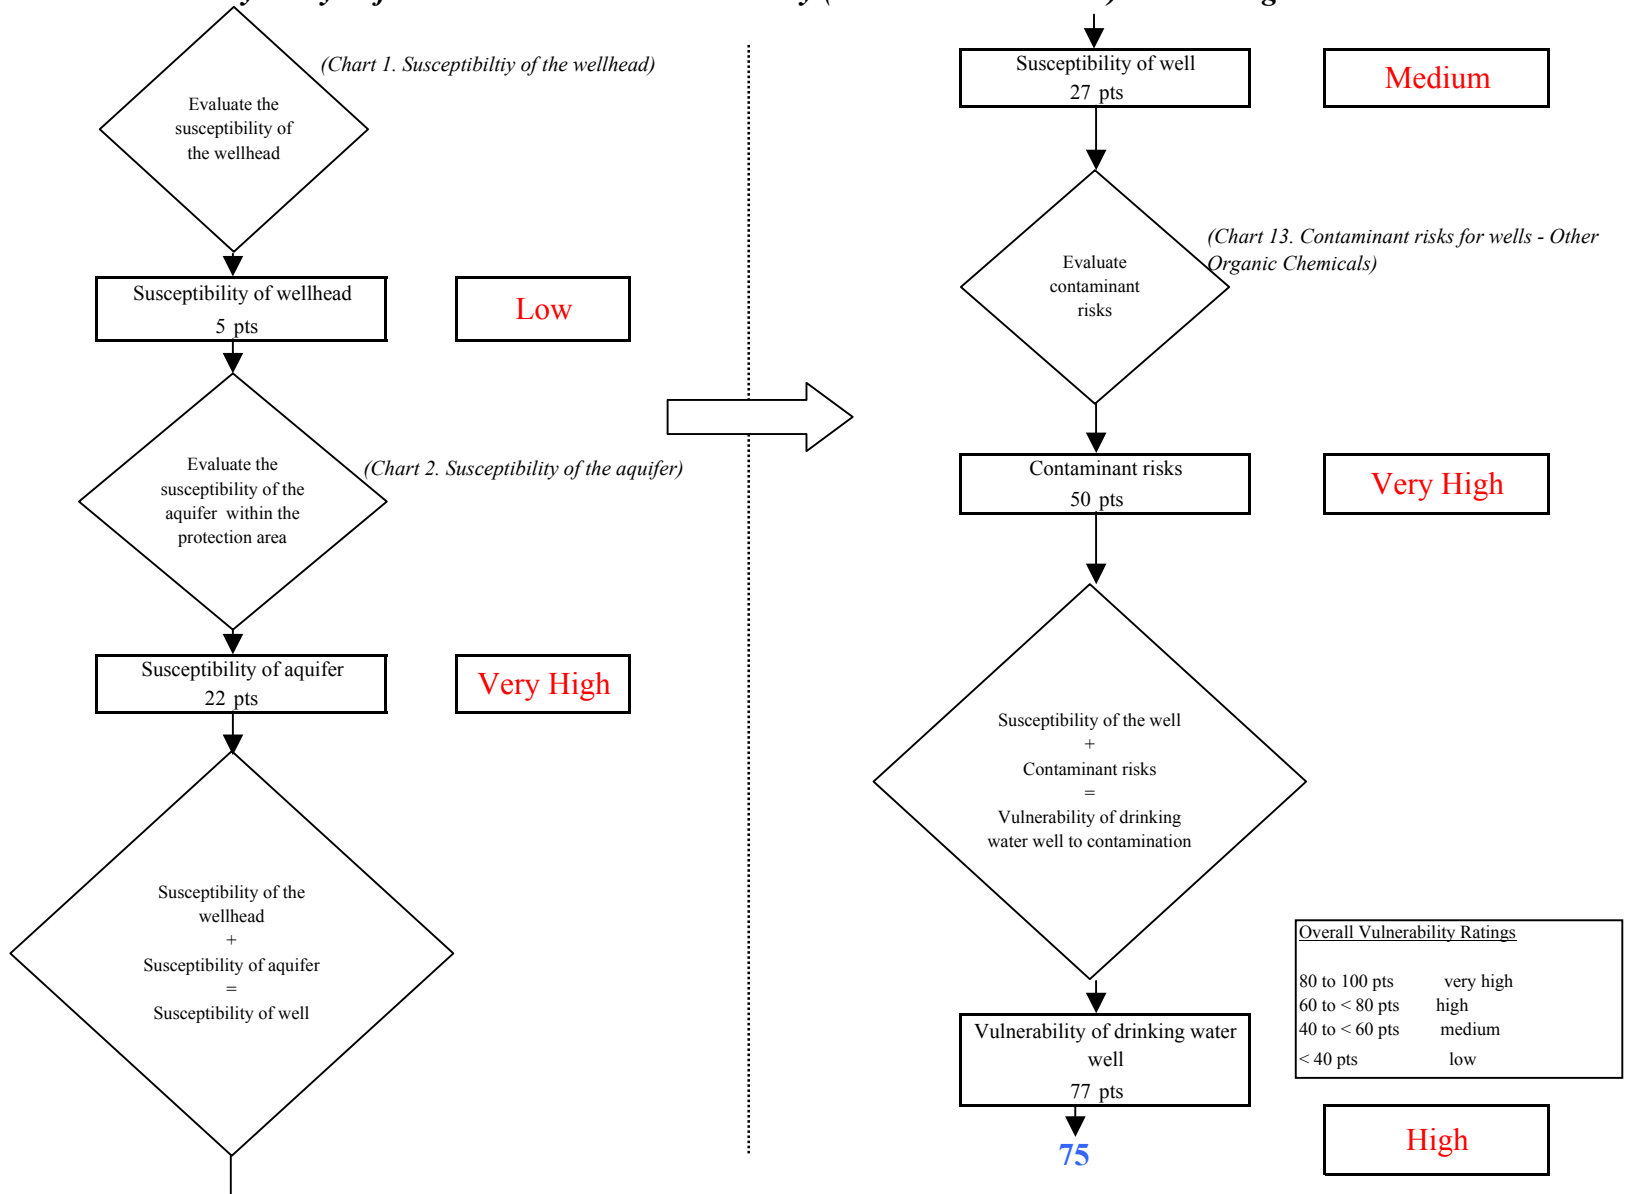 (Chart 1. Susceptibiltiy of the wellhead)
Evaluate the
susceptibility of
the wellhead
Susceptibility of wellhead
5 pts
Low
Evaluate the
susceptibility of the
aquifer within the
protection area
(Chart 2. Susceptibility of the aquifer)
Susceptibility of aquifer
22 pts
Very High
Susceptibility of the
wellhead
+
Susceptibility of aquifer
=
Susceptibility of well
Susceptibility of well
27 pts
Medium
(Chart 13. Contaminant risks for wells - Other
Organic Chemicals)
Evaluate
contaminant
risks
Contaminant risks
50 pts
Very High
Susceptibility of the well
+
Contaminant risks
=
Vulnerability of drinking
water well to contamination
Overall Vulnerability Ratings
80 to 100 pts very high
60 to < 80 pts high
40 to < 60 pts medium
< 40 pts low
Vulnerability of drinking water
well
77 pts
75
High